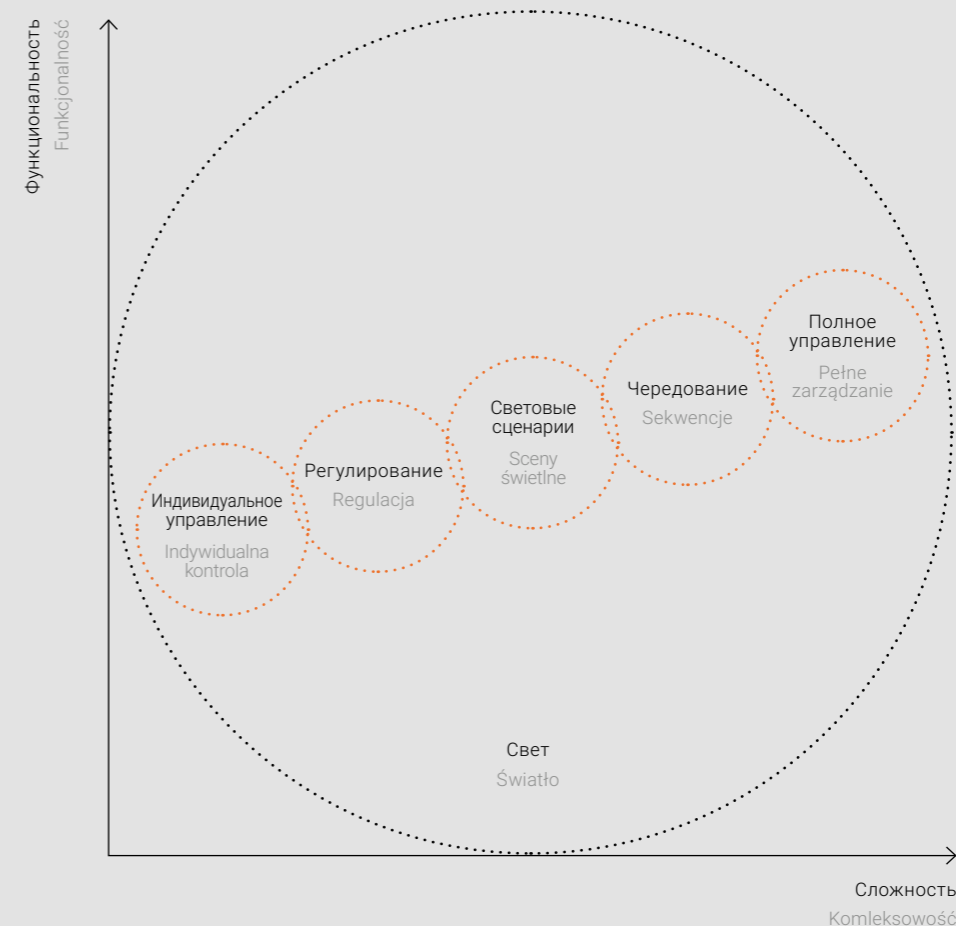 Функциональность
Funkcjonalność
Полное
управление
Pełne
zarządzanie
Чередование
Sekwencje
Световые
сценарии
Sceny
świetlne
Регулирование
Regulacja
Индивидуальное
управление
Indywidualna
kontrola
Свет
Światło
Сложность
Komleksowość